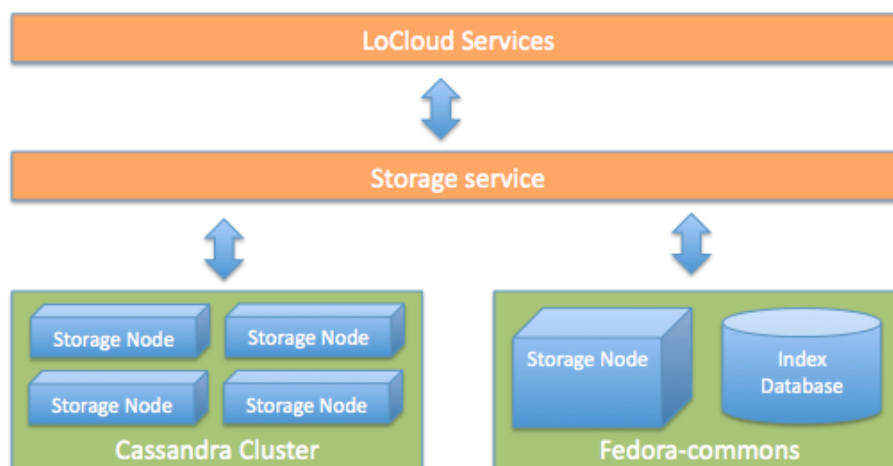 LoCloud Services
Storage service
Storage Node
Storage Node
Storage Node
Storage Node
Cassandra Cluster
Storage Node
Index
Database
Fedora-commons